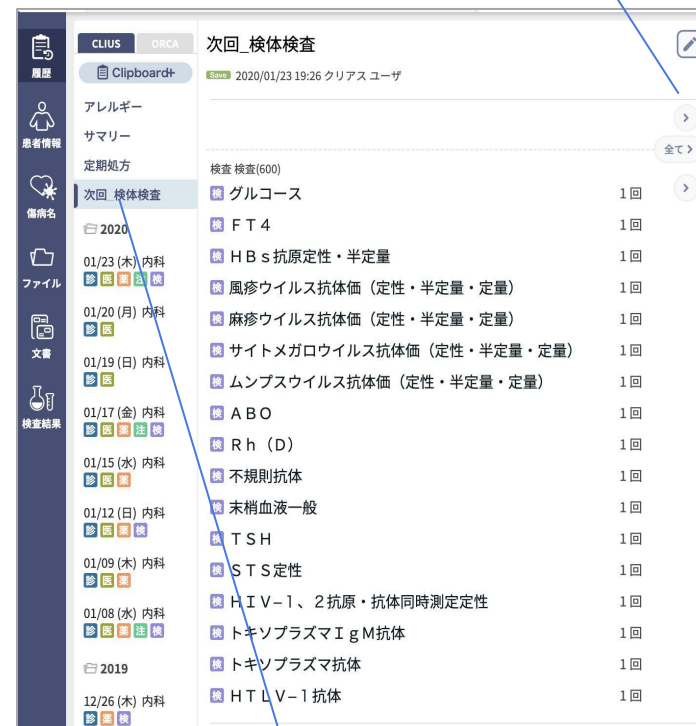 履歴
患者情報
傷病名
ファイル
文書
検査結果
CLIUS ORCA
Clipboard+
アレルギー
サマリー
定期処方
次回_検体検査
2020
01/23 (木) 内科
診 医 薬 注 検
01/20 (月) 内科
診 医
01/19 (日) 内科
診 医
01/17 (金) 内科
診 医 薬 注 検
01/15 (水) 内科
診 医 薬
01/12 (日) 内科
診 医 薬 検
01/09 (木) 内科
診 医 薬
01/08 (水) 内科
診 医 薬 注 検
2019
12/26 (木) 内科
診 薬 検
次回_検体検査
Save 2020/01/23 19:26 クリアス ユーザ
全て
検査 検査(600)
検 グルコース 1回
検 ＦＴ４ 1回
検 ＨＢｓ抗原定性・半定量 1回
検 風疹ウイルス抗体価（定性・半定量・定量） 1回
検 麻疹ウイルス抗体価（定性・半定量・定量） 1回
検 サイトメガロウイルス抗体価（定性・半定量・定量） 1回
検 ムンプスウイルス抗体価（定性・半定量・定量） 1回
検 ＡＢＯ 1回
検 Ｒｈ（Ｄ） 1回
検 不規則抗体 1回
検 末梢血液一般 1回
検 ＴＳＨ 1回
検 ＳＴＳ定性 1回
検 ＨＩＶ−１、２抗原・抗体同時測定定性 1回
検 トキソプラズマＩｇＭ抗体 1回
検 トキソプラズマ抗体 1回
検 ＨＴＬＶ−１抗体 1回